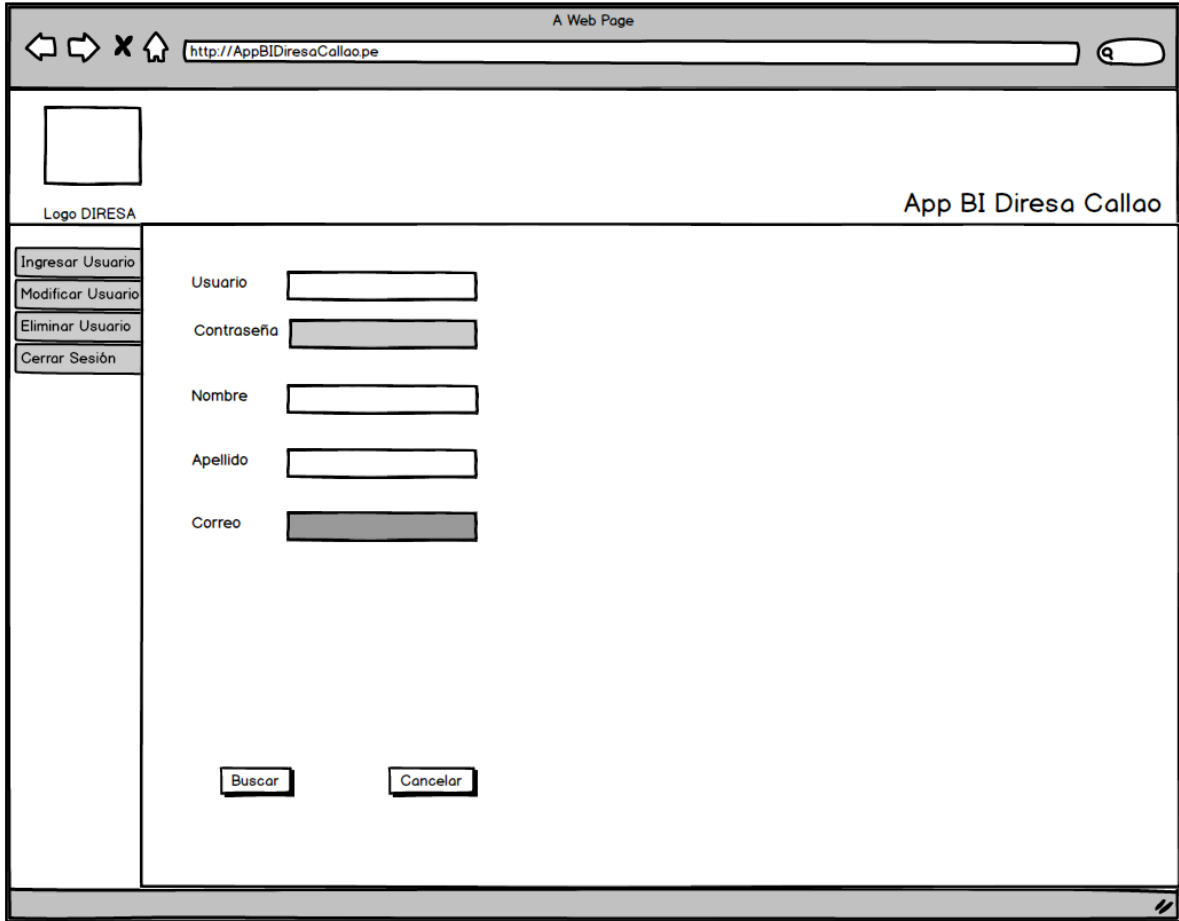 A Web Page
http://AppBIDiresaCallao.pe
Logo DIRESA
App BI Diresa Callao
Ingresar Usuario
Modificar Usuario
Eliminar Usuario
Cerrar Sesión
Usuario
Contraseña
Nombre
Apellido
Correo
Buscar
Cancelar